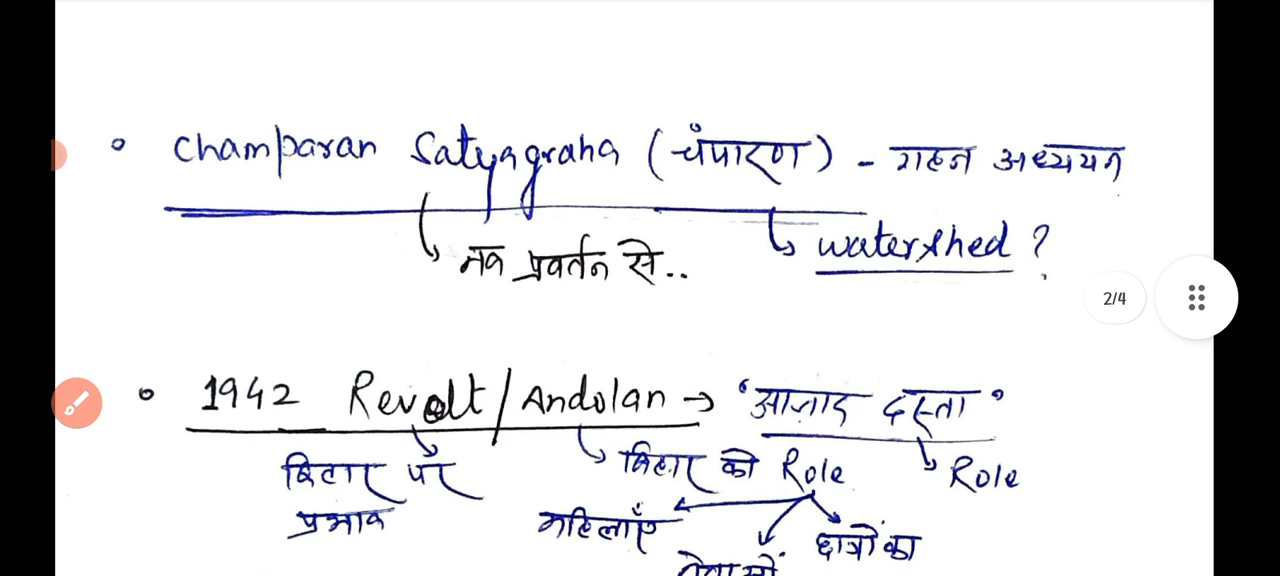 Champaran Satyagraha (चंपारण) - गहन अध्ययन
नव प्रवर्तन से..
watershed ?
2/4
1942 Revolt / Andolan → 'आज़ाद दस्ता'
बिहार पर प्रभाव
बिहार की Role
Role
महिलाएँ
छात्रों का